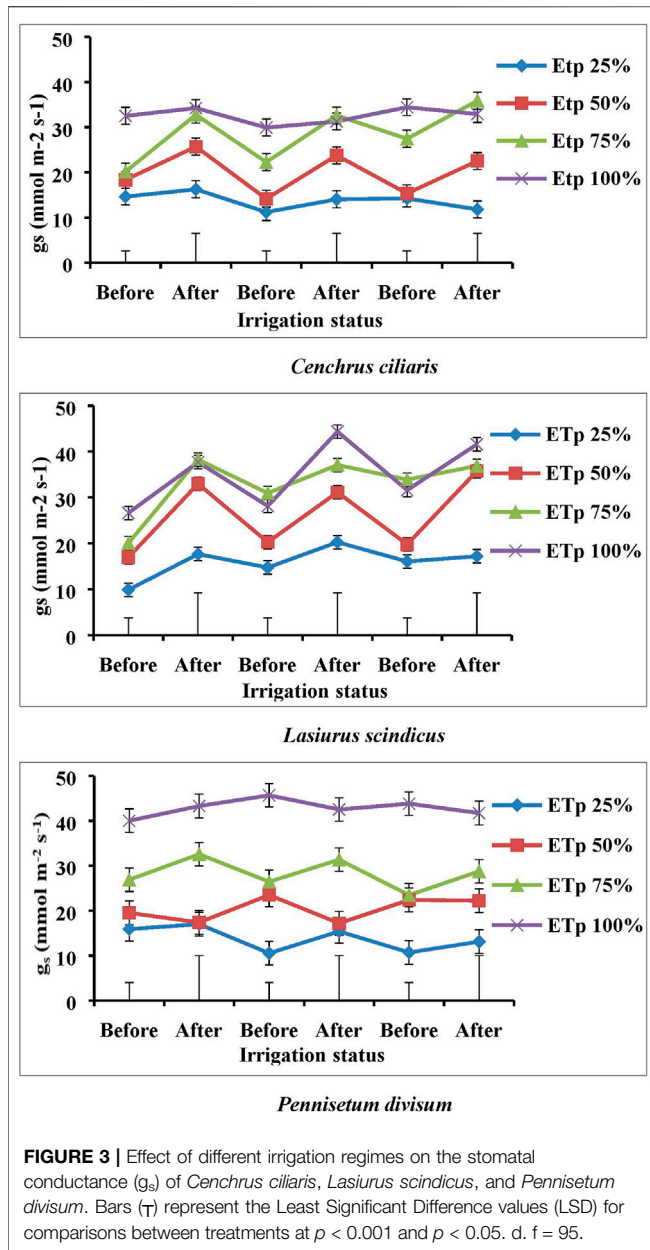 50
40
30
20
10
0
gs (mmol m-2 s-1)
Etp 25%
Etp 50%
Etp 75%
Etp 100%
Before After Before After Before After
Irrigation status
Cenchrus ciliaris
50
40
30
20
10
0
gs (mmol m-2 s-1)
ETp 25%
ETp 50%
ETp 75%
ETp 100%
Before After Before After Before After
Irrigation status
Lasiurus scindicus
50
40
30
20
10
0
gₛ (mmol m⁻² s⁻¹)
ETp 25%
ETp 50%
ETp 75%
ETp 100%
Before After Before After Before After
Irrigation status
Pennisetum divisum
FIGURE 3 | Effect of different irrigation regimes on the stomatal
conductance (gₛ) of Cenchrus ciliaris, Lasiurus scindicus, and Pennisetum
divisum. Bars (┬) represent the Least Significant Difference values (LSD) for
comparisons between treatments at p < 0.001 and p < 0.05. d. f = 95.